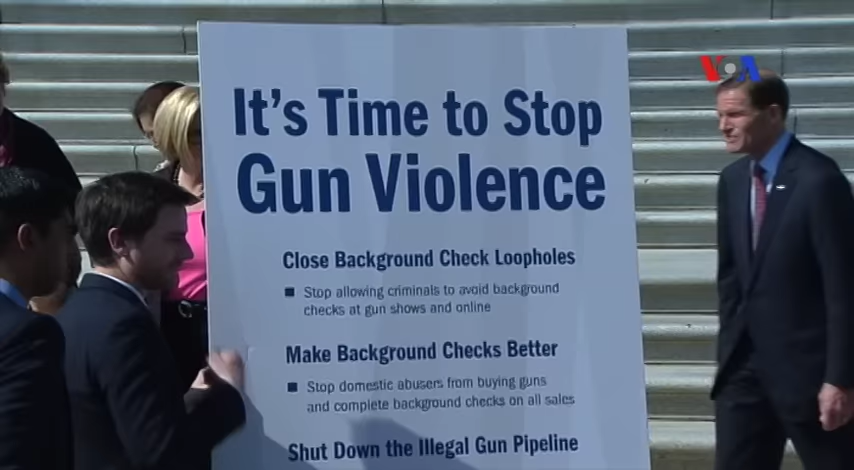 VOA
It's Time to Stop
Gun Violence
Close Background Check Loopholes
■ Stop allowing criminals to avoid background
checks at gun shows and online
Make Background Checks Better
■ Stop domestic abusers from buying guns
and complete background checks on all sales
Shut Down the Illegal Gun Pipeline